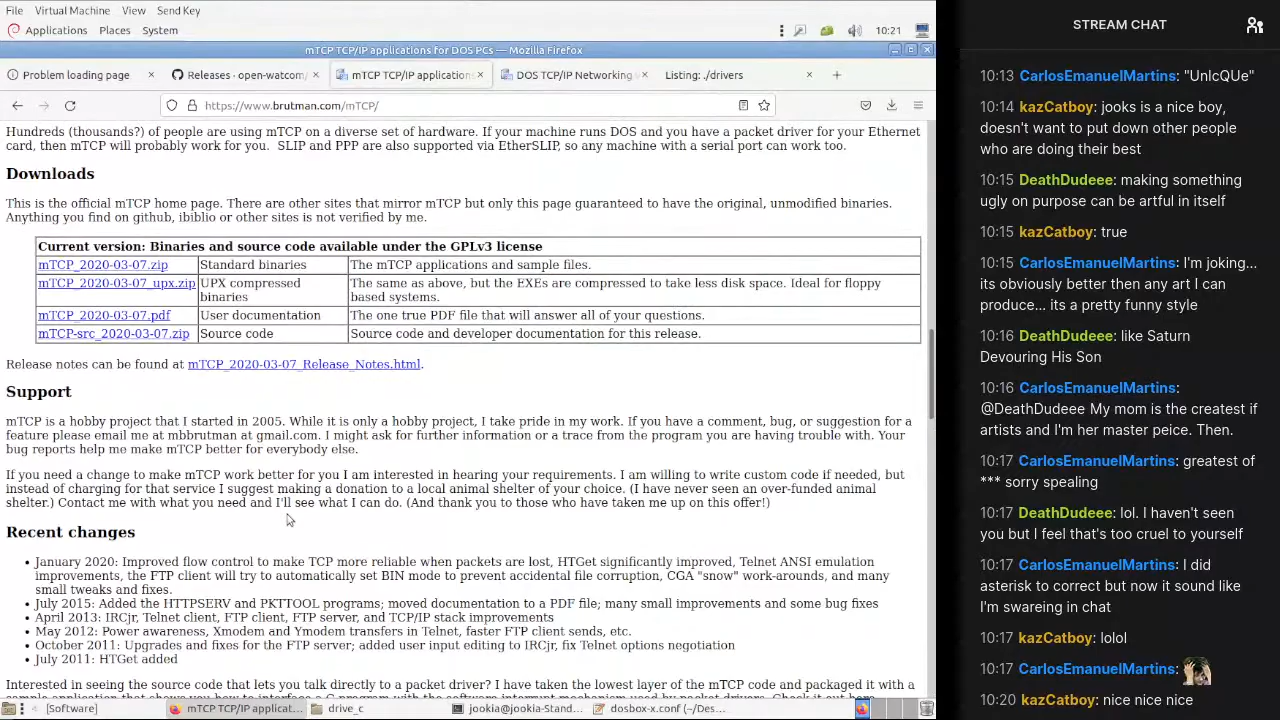 File Virtual Machine View Send Key
Applications Places System 10:21
mTCP TCP/IP applications for DOS PCs — Mozilla Firefox
Problem loading page
Releases · open-watcom/
mTCP TCP/IP application
DOS TCP/IP Networking v
Listing: ./drivers
https://www.brutman.com/mTCP/
Hundreds (thousands?) of people are using mTCP on a diverse set of hardware. If your machine runs DOS and you have a packet driver for your Ethernet
card, then mTCP will probably work for you. SLIP and PPP are also supported via EtherSLIP, so any machine with a serial port can work too.
Downloads
This is the official mTCP home page. There are other sites that mirror mTCP but only this page guaranteed to have the original, unmodified binaries.
Anything you find on github, ibiblio or other sites is not verified by me.
Current version: Binaries and source code available under the GPLv3 license
mTCP_2020-03-07.zip Standard binaries The mTCP applications and sample files.
mTCP_2020-03-07_upx.zip UPX compressed The same as above, but the EXEs are compressed to take less disk space. Ideal for floppy
binaries based systems.
mTCP_2020-03-07.pdf User documentation The one true PDF file that will answer all of your questions.
mTCP-src_2020-03-07.zip Source code Source code and developer documentation for this release.
Release notes can be found at mTCP_2020-03-07_Release_Notes.html.
Support
mTCP is a hobby project that I started in 2005. While it is only a hobby project, I take pride in my work. If you have a comment, bug, or suggestion for a
feature please email me at mbbrutman at gmail.com. I might ask for further information or a trace from the program you are having trouble with. Your
bug reports help me make mTCP better for everybody else.
If you need a change to make mTCP work better for you I am interested in hearing your requirements. I am willing to write custom code if needed, but
instead of charging for that service I suggest making a donation to a local animal shelter of your choice. (I have never seen an over-funded animal
shelter.) Contact me with what you need and I'll see what I can do. (And thank you to those who have taken me up on this offer!)
Recent changes
• January 2020: Improved flow control to make TCP more reliable when packets are lost, HTGet significantly improved, Telnet ANSI emulation
improvements, the FTP client will try to automatically set BIN mode to prevent accidental file corruption, CGA "snow" work-arounds, and many
small tweaks and fixes.
• July 2015: Added the HTTPSERV and PKTTOOL programs; moved documentation to a PDF file; many small improvements and some bug fixes
• April 2013: IRCjr, Telnet client, FTP client, FTP server, and TCP/IP stack improvements
• May 2012: Power awareness, Xmodem and Ymodem transfers in Telnet, faster FTP client sends, etc.
• October 2011: Upgrades and fixes for the FTP server; added user input editing to IRCjr, fix Telnet options negotiation
• July 2011: HTGet added
Interested in seeing the source code that lets you talk directly to a packet driver? I have taken the lowest layer of the mTCP code and packaged it with a
[Software] mTCP TCP/IP applicat... drive_c jookia@jookia-Stand... dosbox-x.conf (~/Des...
STREAM CHAT
10:13 CarlosEmanuelMartins: "UnIcQUe"
10:14 kazCatboy: jooks is a nice boy,
doesn't want to put down other people
who are doing their best
10:15 DeathDudeee: making something
ugly on purpose can be artful in itself
10:15 kazCatboy: true
10:15 CarlosEmanuelMartins: I'm joking...
its obviously better then any art I can
produce... its a pretty funny style
10:16 DeathDudeee: like Saturn
Devouring His Son
10:16 CarlosEmanuelMartins:
@DeathDudeee My mom is the createst if
artists and I'm her master peice. Then.
10:17 CarlosEmanuelMartins: greatest of
*** sorry spealing
10:17 DeathDudeee: lol. I haven't seen
you but I feel that's too cruel to yourself
10:17 CarlosEmanuelMartins: I did
asterisk to correct but now it sound like
I'm swareing in chat
10:17 kazCatboy: lolol
10:17 CarlosEmanuelMartins:
10:20 kazCatboy: nice nice nice